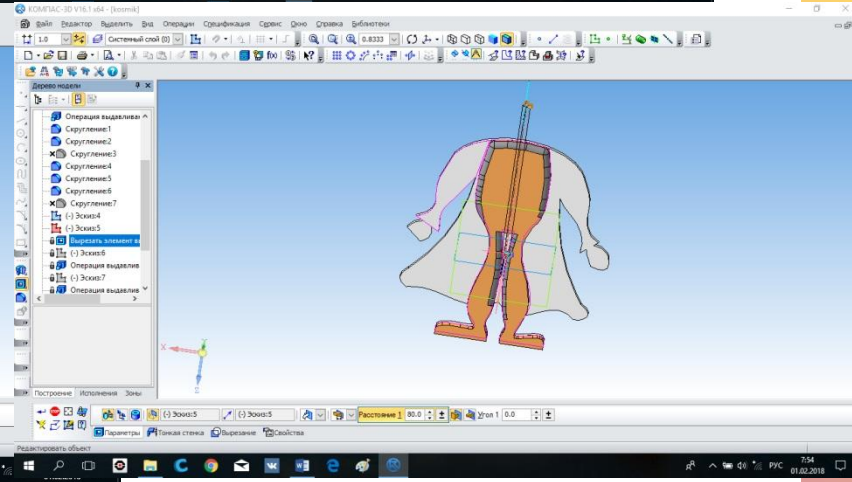 КОМПАС-3D V16.1 x64 - [kosmik]
Файл Редактор Выделить Вид Операции Спецификация Сервис Окно Справка Библиотеки
1.0 Системный слой (0) 0.8333
Дерево модели
Операция выдавливан
Скругление:1
Скругление:2
Скругление:3
Скругление:4
Скругление:5
Скругление:6
Скругление:7
(-) Эскиз:4
(-) Эскиз:5
Вырезать элемент вы
(-) Эскиз:6
Операция выдавлив
(-) Эскиз:7
Операция выдавлив
X Y Z
Построение Исполнения Зоны
(-) Эскиз:5 (-) Эскиз:5 Расстояние 1 80.0 Угол 1 0.0
Параметры Тонкая стенка Вырезание Свойства
Редактировать объект
РУС 7:54
01.02.2018